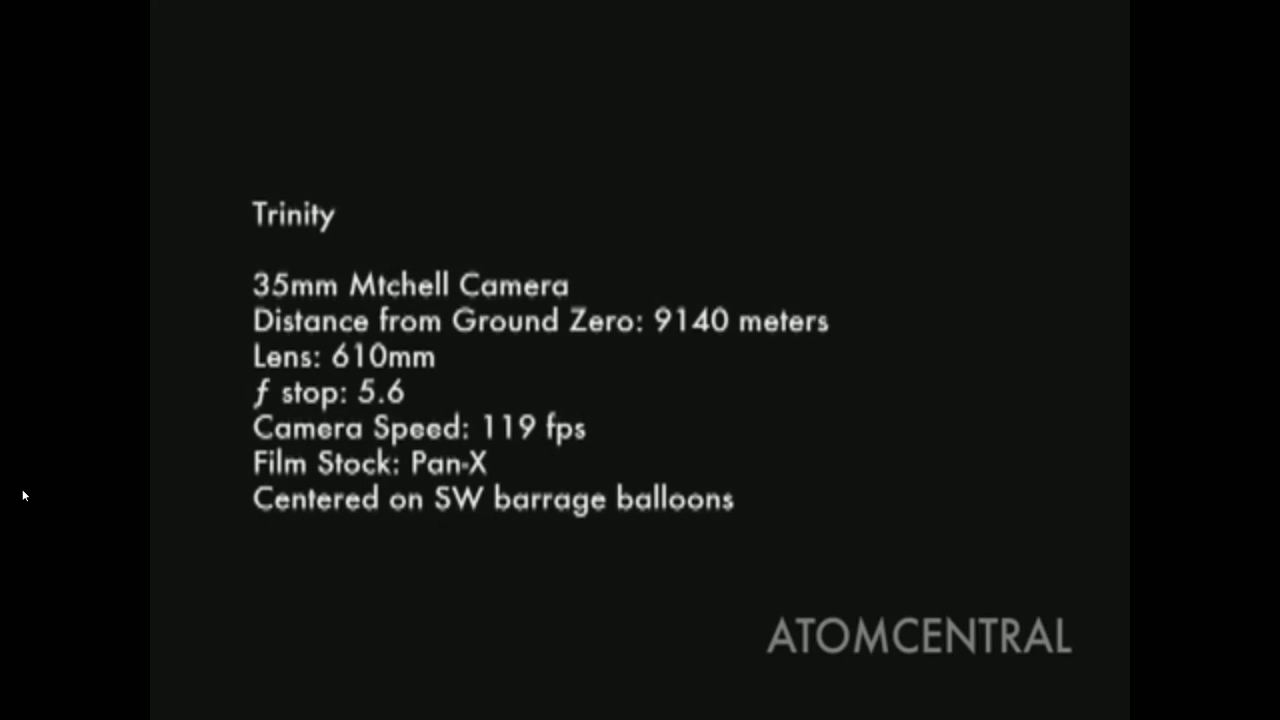 Trinity
35mm Mtchell Camera
Distance from Ground Zero: 9140 meters
Lens: 610mm
ƒ stop: 5.6
Camera Speed: 119 fps
Film Stock: Pan-X
Centered on SW barrage balloons
ATOMCENTRAL